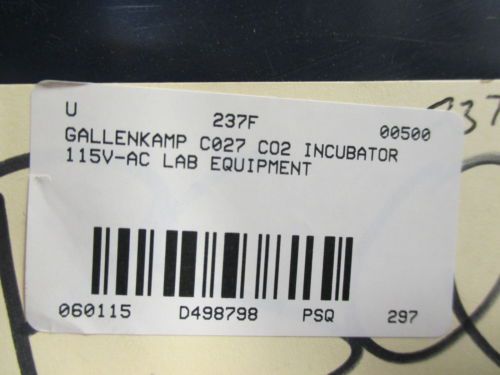 U 237F 00500
GALLENKAMP C027 CO2 INCUBATOR
115V-AC LAB EQUIPMENT
060115 D498798 PSQ 297